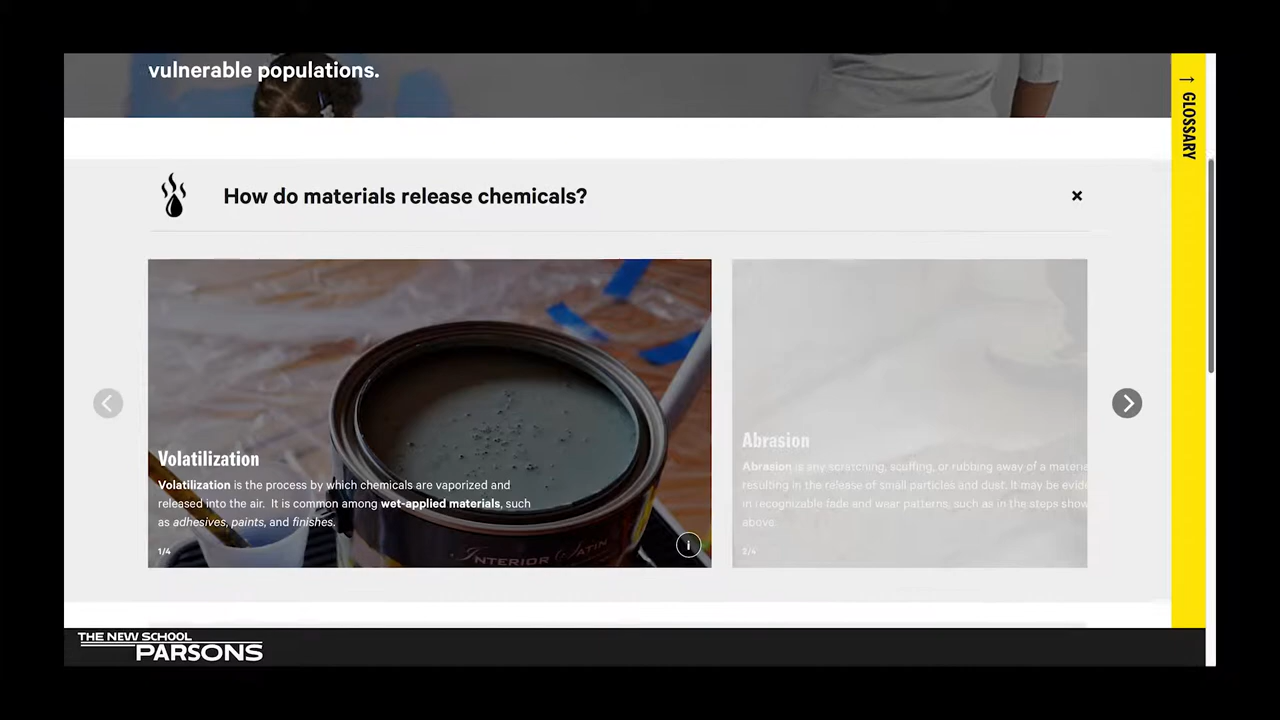 vulnerable populations.
↑ GLOSSARY
How do materials release chemicals?
Volatilization
Volatilization is the process by which chemicals are vaporized and
released into the air. It is common among wet-applied materials, such
as adhesives, paints, and finishes.
1/4
INTERIOR SATIN
i
Abrasion
Abrasion is any scratching, scuffing, or rubbing away of a
resulting in the release of small particles and dust. It may be
in recognizable fade and wear patterns, such as in the steps
above.
2/4
THE NEW SCHOOL
PARSONS